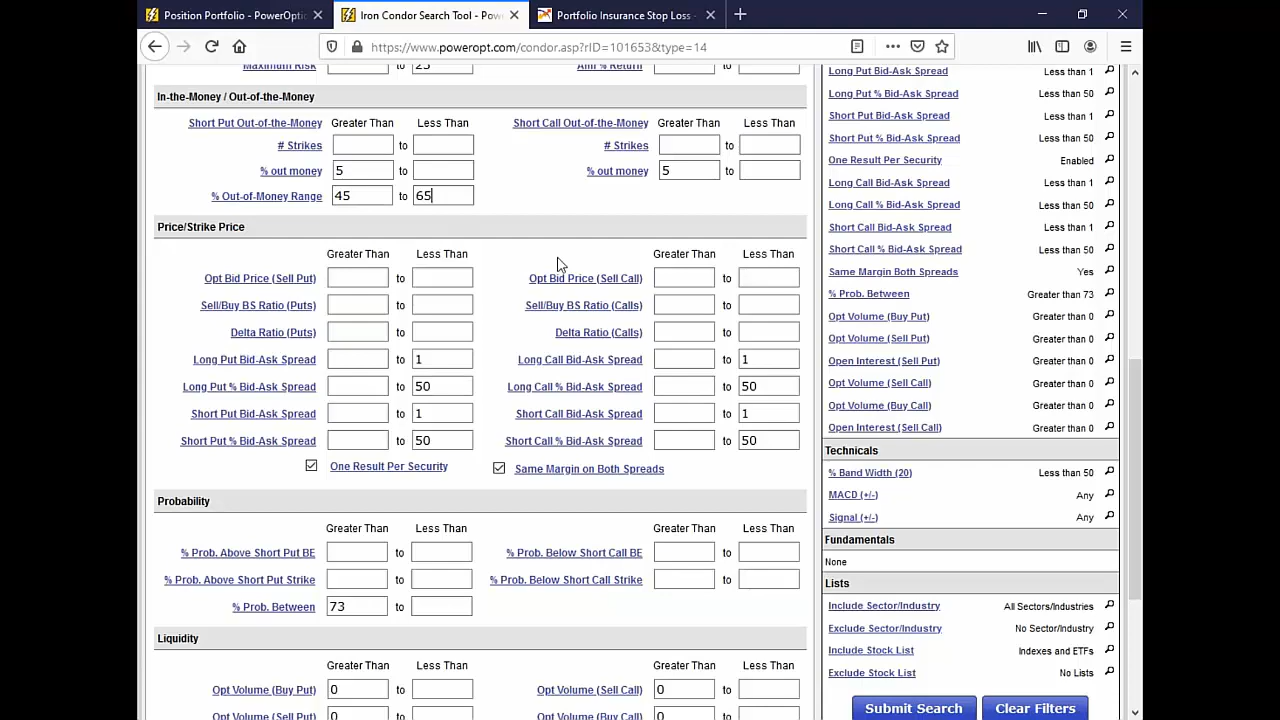 Position Portfolio - PowerOptic
Iron Condor Search Tool - Pow
Portfolio Insurance Stop Loss -
https://www.poweropt.com/condor.asp?rID=101653&type=14
Maximum Risk to 25 Ann % Return to
In-the-Money / Out-of-the-Money
Short Put Out-of-the-Money Greater Than Less Than Short Call Out-of-the-Money Greater Than Less Than
# Strikes to # Strikes to
% out money 5 to % out money 5 to
% Out-of-Money Range 45 to 65
Price/Strike Price
Greater Than Less Than Greater Than Less Than
Opt Bid Price (Sell Put) to Opt Bid Price (Sell Call) to
Sell/Buy BS Ratio (Puts) to Sell/Buy BS Ratio (Calls) to
Delta Ratio (Puts) to Delta Ratio (Calls) to
Long Put Bid-Ask Spread to 1 Long Call Bid-Ask Spread to 1
Long Put % Bid-Ask Spread to 50 Long Call % Bid-Ask Spread to 50
Short Put Bid-Ask Spread to 1 Short Call Bid-Ask Spread to 1
Short Put % Bid-Ask Spread to 50 Short Call % Bid-Ask Spread to 50
One Result Per Security Same Margin on Both Spreads
Probability
Greater Than Less Than Greater Than Less Than
% Prob. Above Short Put BE to % Prob. Below Short Call BE to
% Prob. Above Short Put Strike to % Prob. Below Short Call Strike to
% Prob. Between 73 to
Liquidity
Greater Than Less Than Greater Than Less Than
Opt Volume (Buy Put) 0 to Opt Volume (Sell Call) 0 to
Opt Volume (Sell Put) 0 to Opt Volume (Buy Call) 0 to
Long Put Bid-Ask Spread Less than 1
Long Put % Bid-Ask Spread Less than 50
Short Put Bid-Ask Spread Less than 1
Short Put % Bid-Ask Spread Less than 50
One Result Per Security Enabled
Long Call Bid-Ask Spread Less than 1
Long Call % Bid-Ask Spread Less than 50
Short Call Bid-Ask Spread Less than 1
Short Call % Bid-Ask Spread Less than 50
Same Margin Both Spreads Yes
% Prob. Between Greater than 73
Opt Volume (Buy Put) Greater than 0
Opt Volume (Sell Put) Greater than 0
Open Interest (Sell Put) Greater than 0
Opt Volume (Sell Call) Greater than 0
Opt Volume (Buy Call) Greater than 0
Open Interest (Sell Call) Greater than 0
Technicals
% Band Width (20) Less than 50
MACD (+/-) Any
Signal (+/-) Any
Fundamentals
None
Lists
Include Sector/Industry All Sectors/Industries
Exclude Sector/Industry No Sector/Industry
Include Stock List Indexes and ETFs
Exclude Stock List No Lists
Submit Search Clear Filters